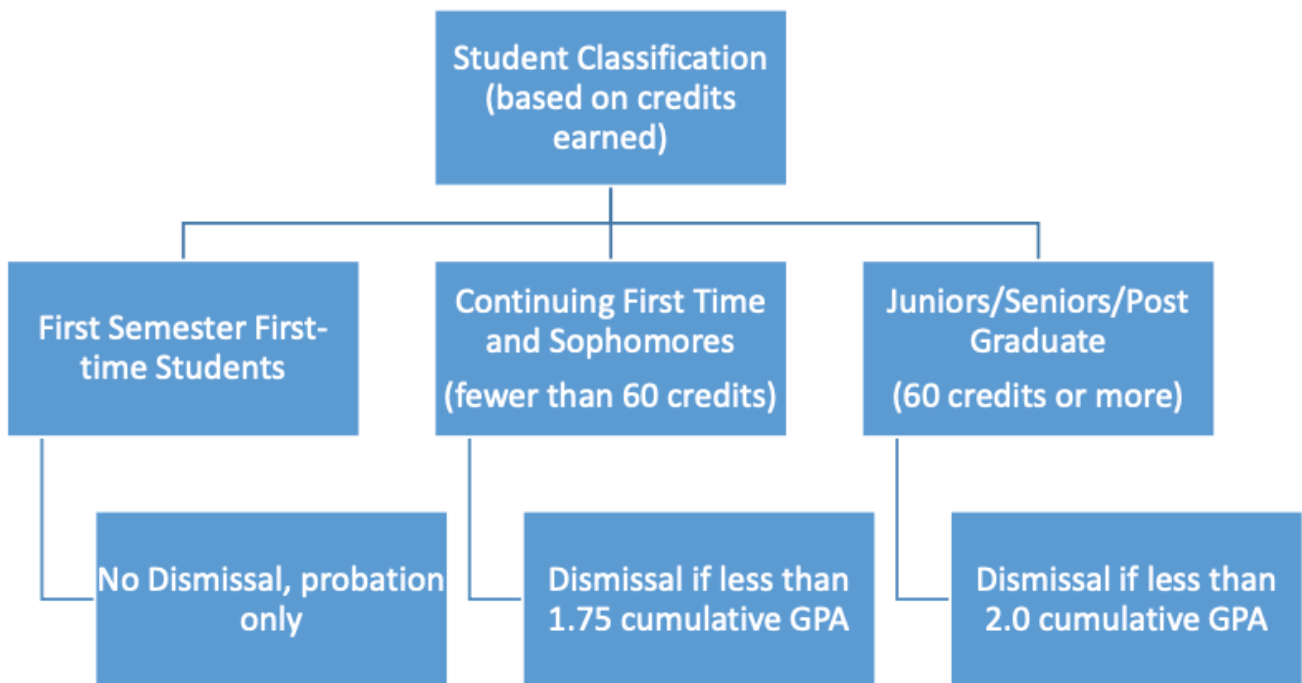 Student Classification
(based on credits
earned)
First Semester First-
time Students
Continuing First Time
and Sophomores
(fewer than 60 credits)
Juniors/Seniors/Post
Graduate
(60 credits or more)
No Dismissal, probation
only
Dismissal if less than
1.75 cumulative GPA
Dismissal if less than
2.0 cumulative GPA